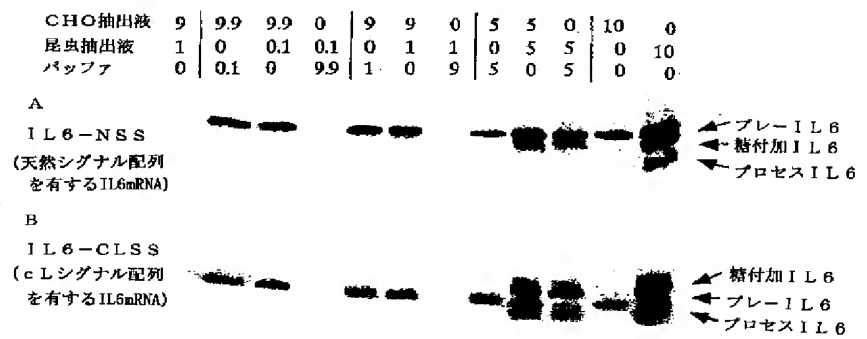 CHO抽出液 9 9.9 9.9 0 9 9 0 5 5 0 10 0
昆虫抽出液 1 0 0.1 0.1 0 1 1 0 5 5 0 10
バッファ 0 0.1 0 9.9 1 0 9 5 0 5 0 0
A
IL6-NSS
(天然シグナル配列
を有するIL6mRNA)
プレーIL6
糖付加IL6
プロセスIL6
B
IL6-CLSS
(cLシグナル配列
を有するIL6mRNA)
糖付加IL6
プレーIL6
プロセスIL6